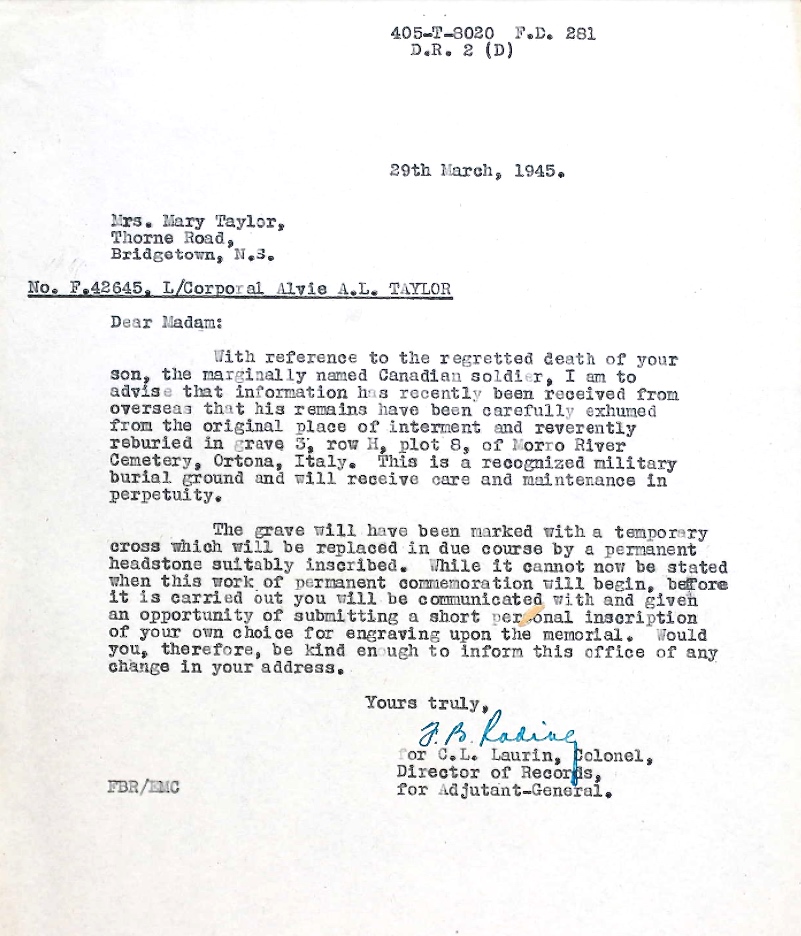 405-T-8020 F.D. 281
D.R. 2 (D)
29th March, 1945.
Mrs. Mary Taylor,
Thorne Road,
Bridgetown, N.S.
No. F.42645, L/Corporal Alvie A.L. TAYLOR
Dear Madam:
With reference to the regretted death of your
son, the marginally named Canadian soldier, I am to
advise that information has recently been received from
overseas that his remains have been carefully exhumed
from the original place of interment and reverently
reburied in grave 3, row H, plot 8, of Morro River
Cemetery, Ortona, Italy. This is a recognized military
burial ground and will receive care and maintenance in
perpetuity.
The grave will have been marked with a temporary
cross which will be replaced in due course by a permanent
headstone suitably inscribed. While it cannot now be stated
when this work of permanent commemoration will begin, before
it is carried out you will be communicated with and given
an opportunity of submitting a short personal inscription
of your own choice for engraving upon the memorial. Would
you, therefore, be kind enough to inform this office of any
change in your address.
Yours truly,
F. B.
for C.L. Laurin, Colonel,
Director of Records,
FBR/EMC for Adjutant-General.